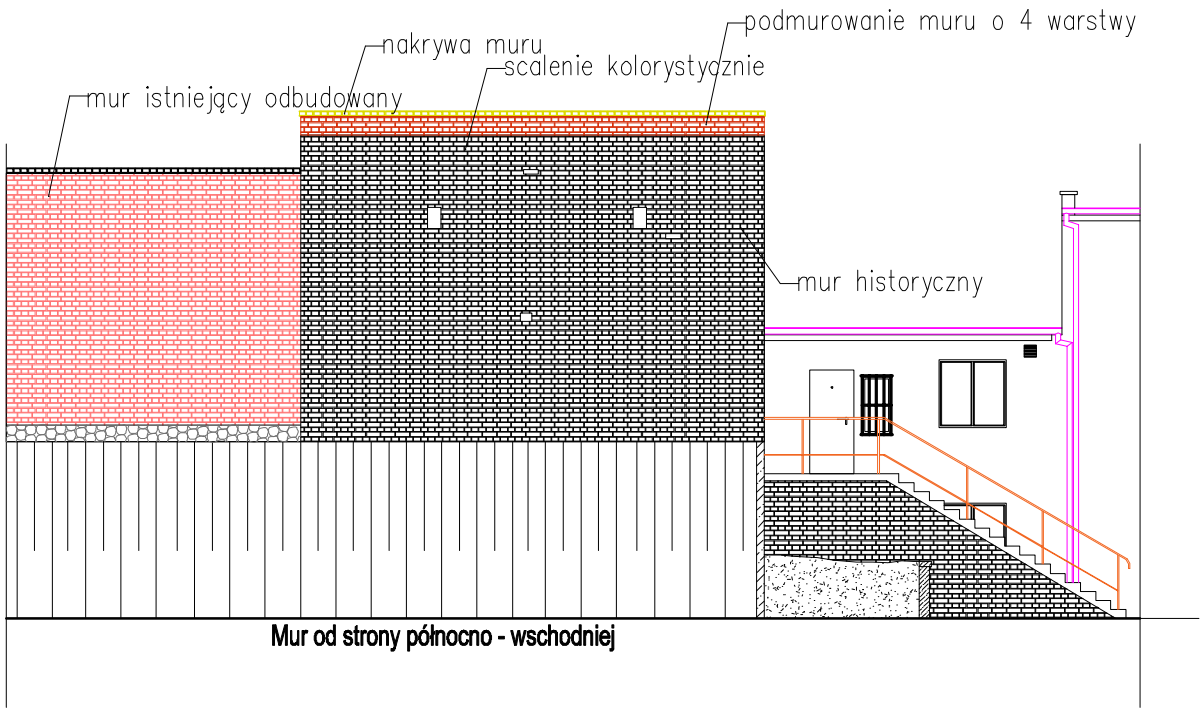 podmurowanie muru o 4 warstwy
nakrywa muru
scalenie kolorystycznie
mur istniejący odbudowany
mur historyczny
Mur od strony północno - wschodniej